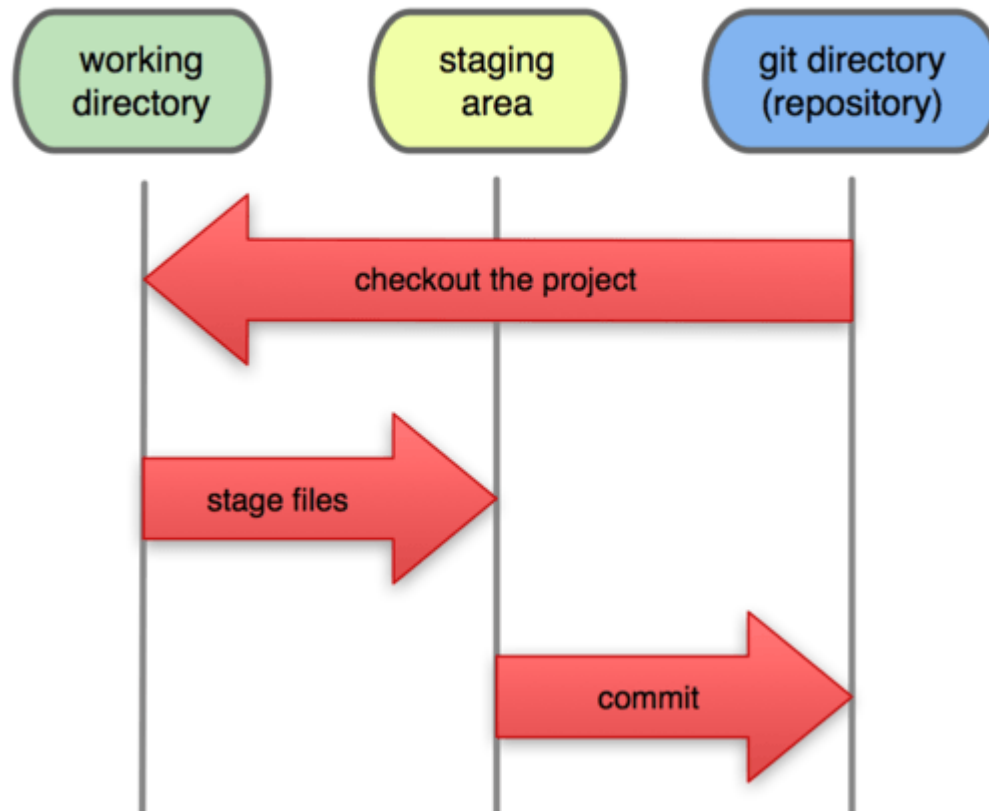 working
directory
staging
area
git directory
(repository)
checkout the project
stage files
commit